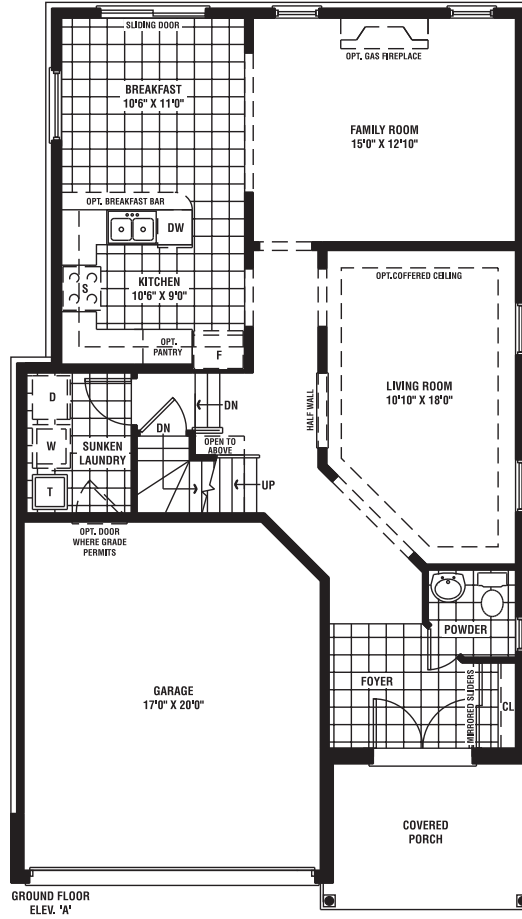 SLIDING DOOR
OPT. GAS FIREPLACE
BREAKFAST
10'6" X 11'0"
FAMILY ROOM
15'0" X 12'10"
OPT. BREAKFAST BAR
DW
KITCHEN
10'6" X 9'0"
S
OPT.
PANTRY
F
OPT.COFFERED CEILING
LIVING ROOM
10'10" X 18'0"
HALF WALL
D
W
T
SUNKEN
LAUNDRY
DN
DN
OPEN TO
ABOVE
UP
OPT. DOOR
WHERE GRADE
PERMITS
POWDER
FOYER
MIRRORED SLIDERS
CL
GARAGE
17'0" X 20'0"
COVERED
PORCH
GROUND FLOOR
ELEV. 'A'